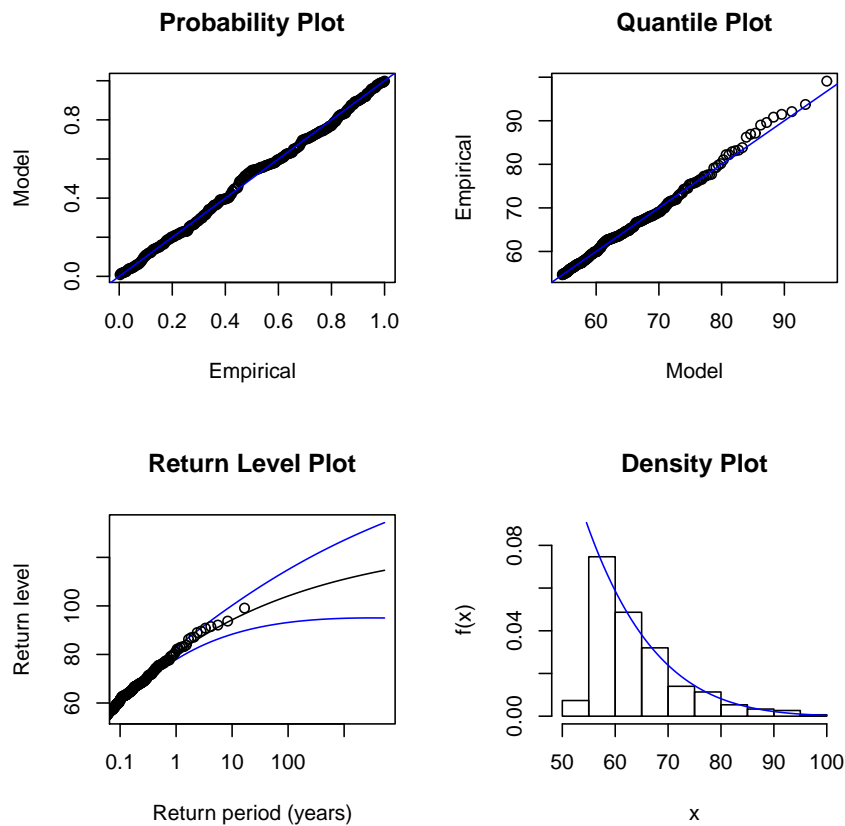 Probability Plot
Model
0.0 0.4 0.8
0.0 0.2 0.4 0.6 0.8 1.0
Empirical
Quantile Plot
Empirical
60 70 80 90
60 70 80 90
Model
Return Level Plot
Return level
60 80 100
0.1 1 10 100
Return period (years)
Density Plot
f(x)
0.00 0.04 0.08
50 60 70 80 90 100
x